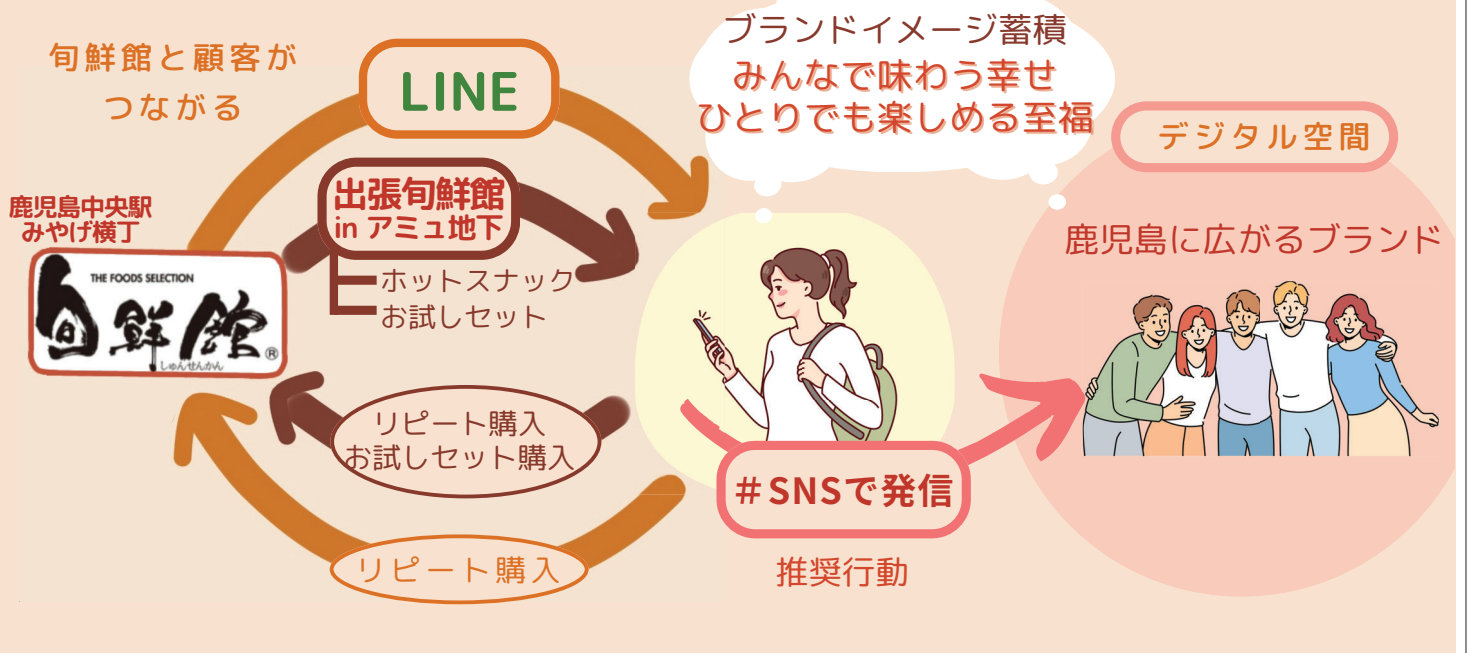 旬鮮館と顧客が
つながる
LINE
出張旬鮮館
in アミュ地下
ホットスナック
お試しセット
鹿児島中央駅
みやげ横丁
THE FOODS SELECTION
旬鮮館®
しゅんせんかん
リピート購入
お試しセット購入
リピート購入
ブランドイメージ蓄積
みんなで味わう幸せ
ひとりでも楽しめる至福
#SNSで発信
推奨行動
デジタル空間
鹿児島に広がるブランド